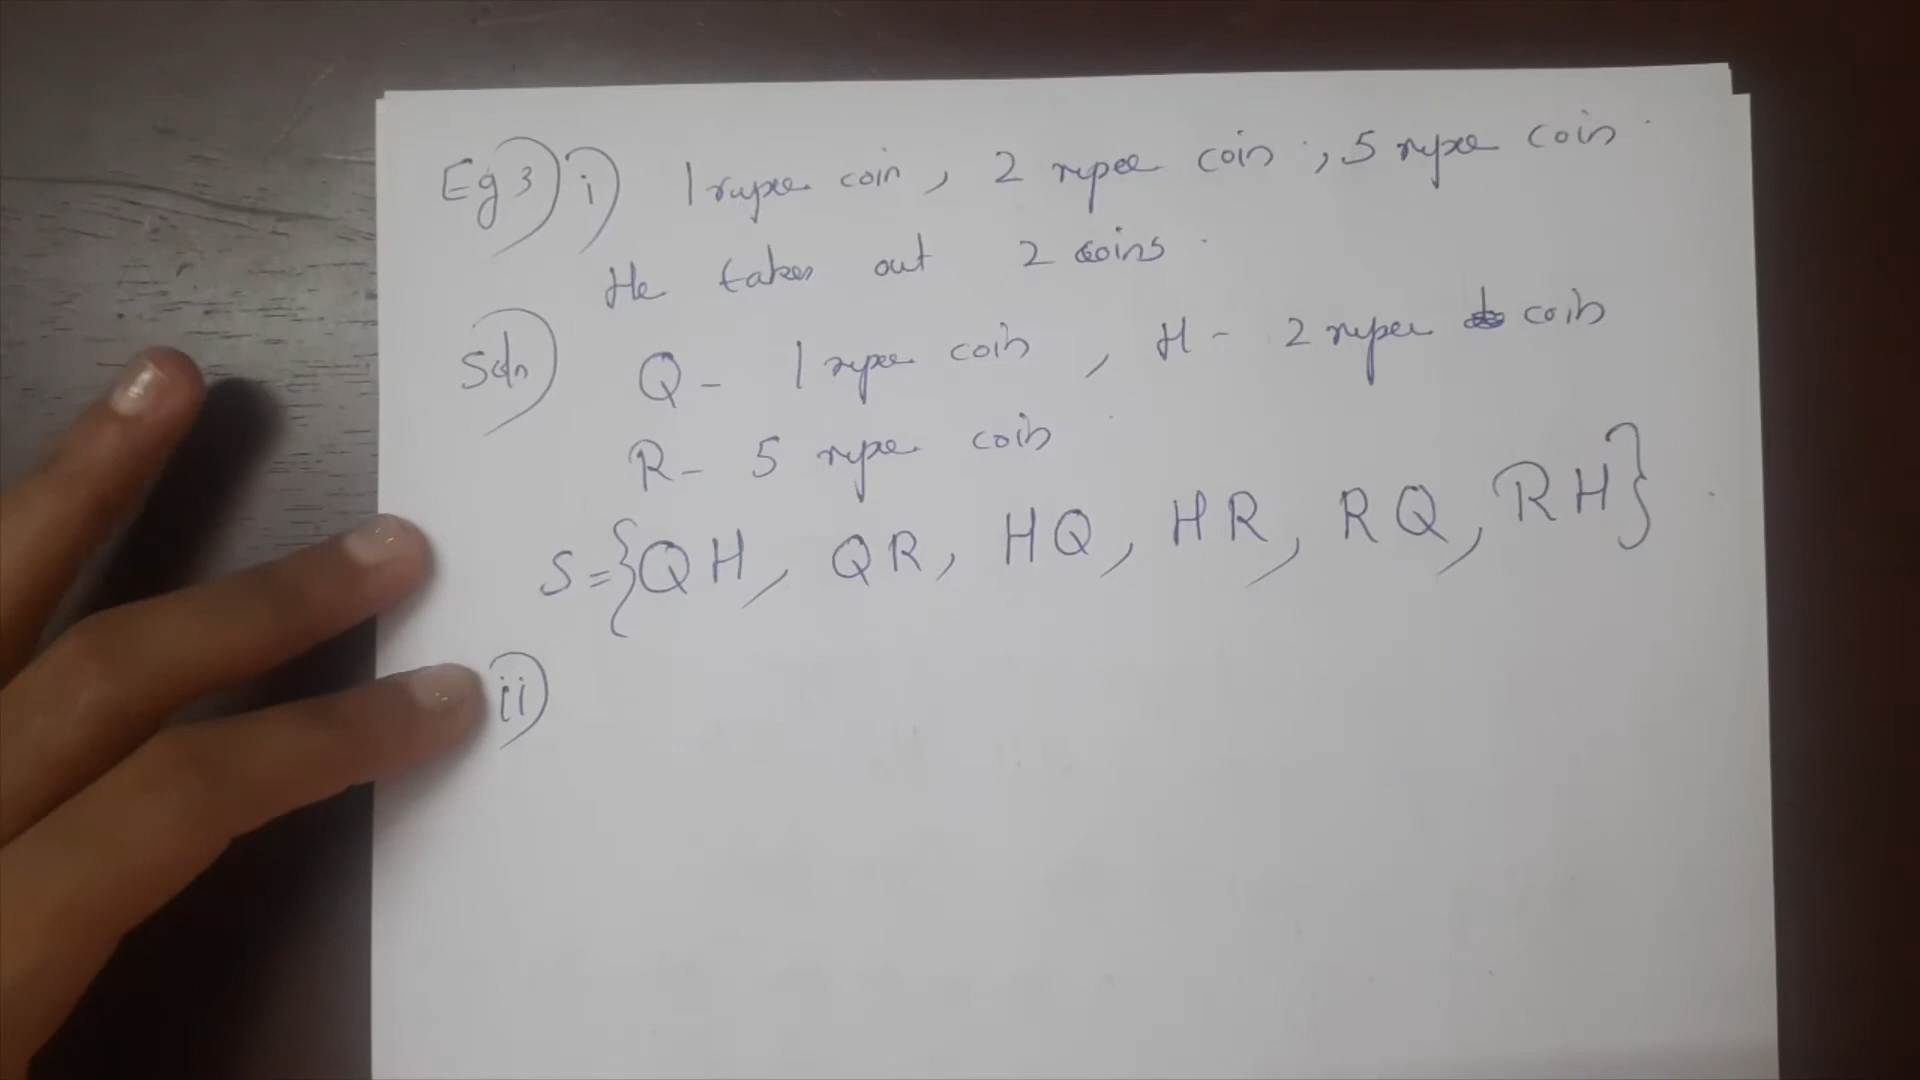 Eg 3) i) 1 rupee coin, 2 rupee coin, 5 rupee coin.
He takes out 2 coins.
Soln) Q - 1 rupee coin, H - 2 rupee coin
R - 5 rupee coin
S = {QH, QR, HQ, HR, RQ, RH}
ii)